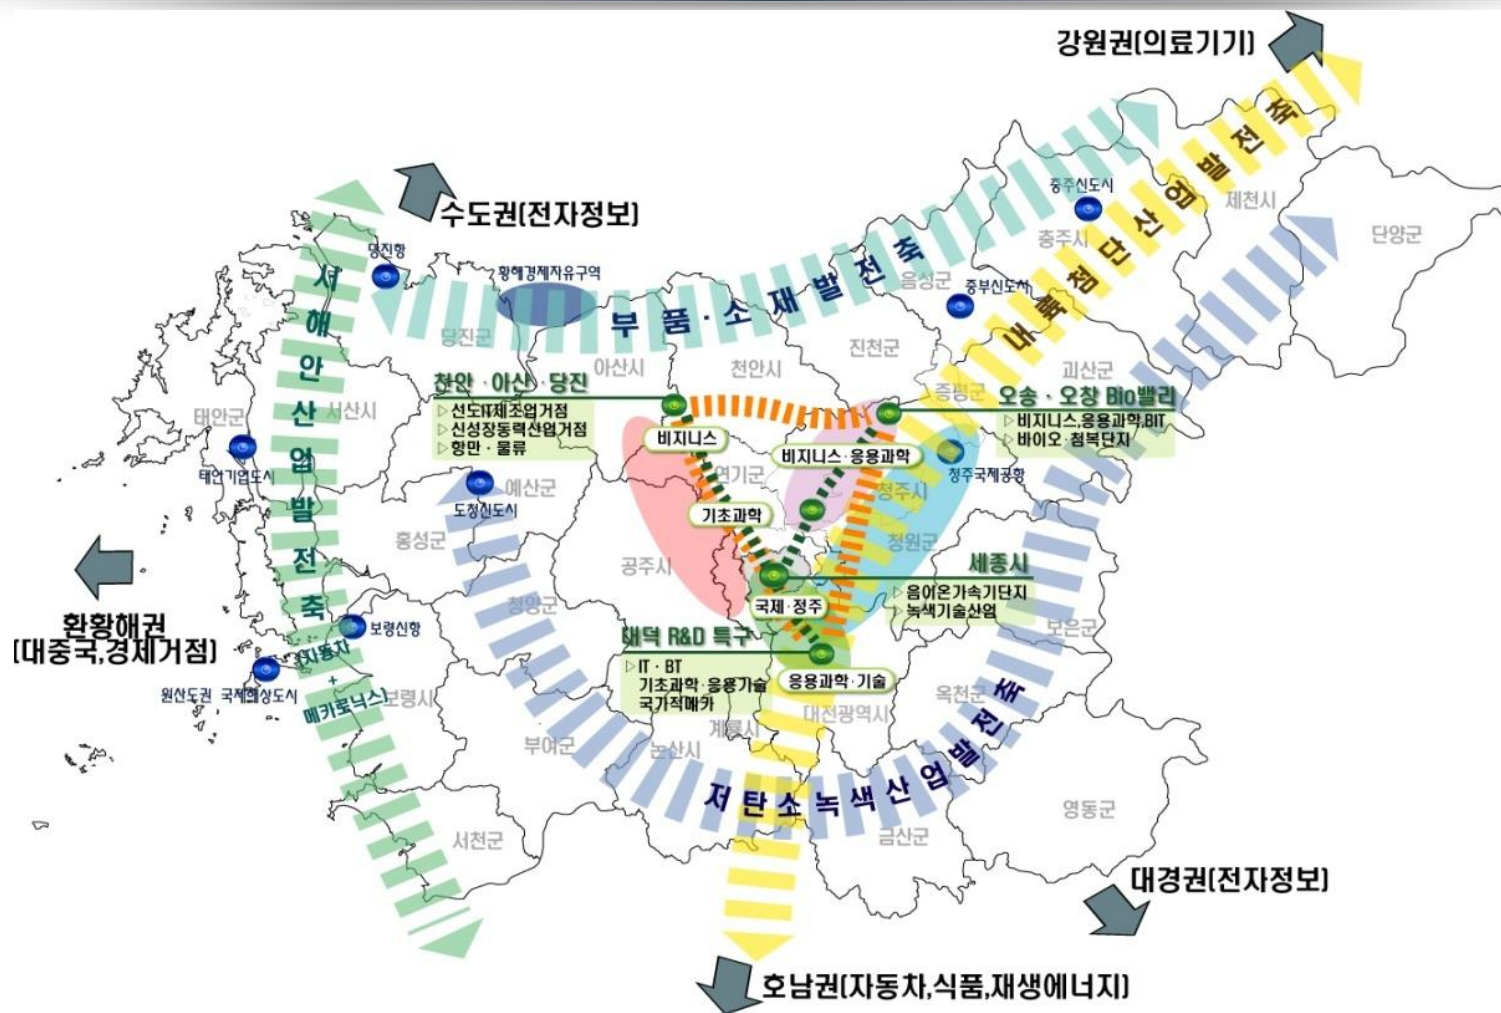 강원권(의료기기)
수도권(전자정보)
충주신도시
제천시
단양군
충주시
당진항
황해경제자유구역
음성군
중부신도시
서해안산업발전축
(자동차
+
메카로닉스)
부품·소재발전축
내륙첨단산업발전축
당진군
아산시
천안시
진천군
괴산군
증평군
천안·아산·당진
▷선도IT제조업거점
▷신성장동력산업거점
▷항만·물류
오송·오창 Bio밸리
▷비지니스,응용과학,BIT
▷바이오·첨복단지
태안군
서산시
비지니스
비지니스·응용과학
태안기업도시
예산군
연기군
청주시
청주국제공항
도청신도시
기초과학
홍성군
공주시
청원군
세종시
▷음이온가속기단지
▷녹색기술산업
환황해권
(대중국,경제거점)
청양군
국제·정주
보령신항
보은군
대덕 R&D 특구
▷IT·BT
기초과학·응용기술
국가적메카
응용과학·기술
원산도권 국제해상도시
보령시
옥천군
대전광역시
계룡시
부여군
논산시
저탄소녹색산업발전축
서천군
금산군
영동군
대경권(전자정보)
호남권(자동차,식품,재생에너지)